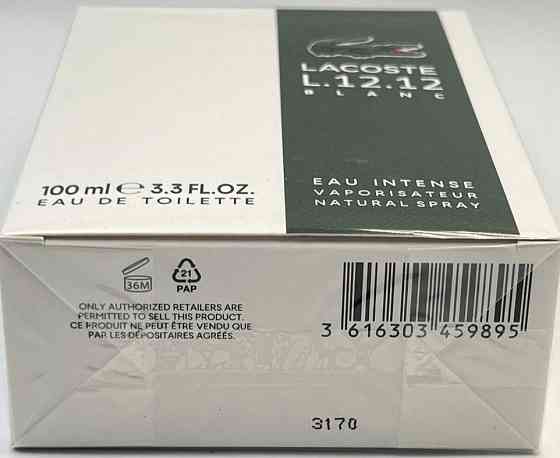 LACOSTE
L.12.12
BLANC
100 ml ℮ 3.3 FL.OZ.
EAU DE TOILETTE
EAU INTENSE
VAPORISATEUR
NATURAL SPRAY
36M
21
PAP
ONLY AUTHORIZED RETAILERS ARE
PERMITTED TO SELL THIS PRODUCT.
CE PRODUIT NE PEUT ÊTRE VENDU QUE
PAR LES DÉPOSITAIRES AGRÉÉS.
3 616303 459895
3170